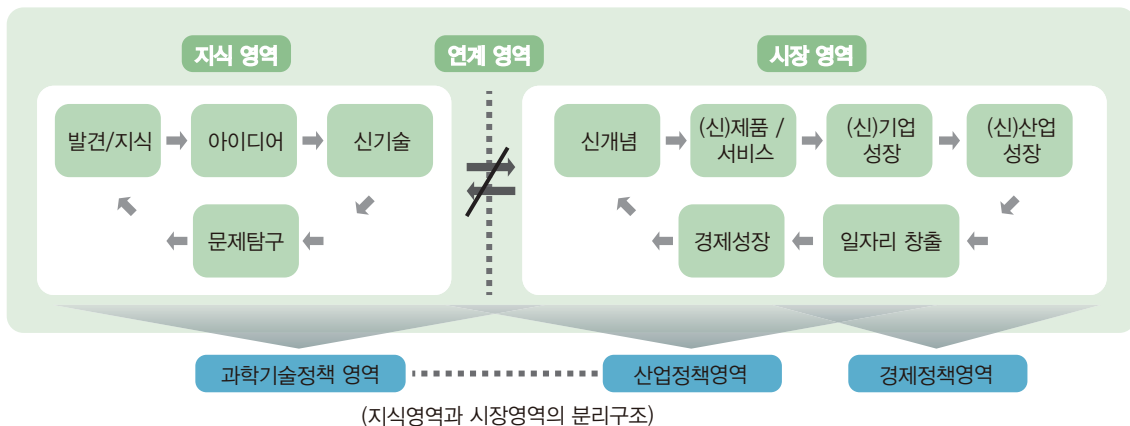 지식 영역
연계 영역
시장 영역
발견/지식
아이디어
신기술
문제탐구
신개념
(신)제품 /
서비스
(신)기업
성장
(신)산업
성장
경제성장
일자리 창출
과학기술정책 영역
산업정책영역
경제정책영역
(지식영역과 시장영역의 분리구조)